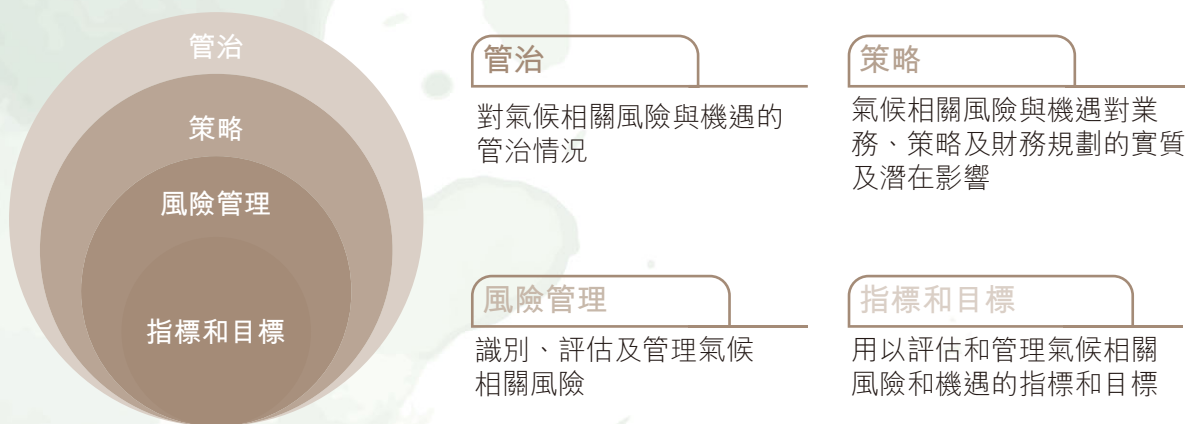 管治
策略
風險管理
指標和目標
管治
對氣候相關風險與機遇的
管治情況
策略
氣候相關風險與機遇對業
務、策略及財務規劃的實質
及潛在影響
風險管理
識別、評估及管理氣候
相關風險
指標和目標
用以評估和管理氣候相關
風險和機遇的指標和目標